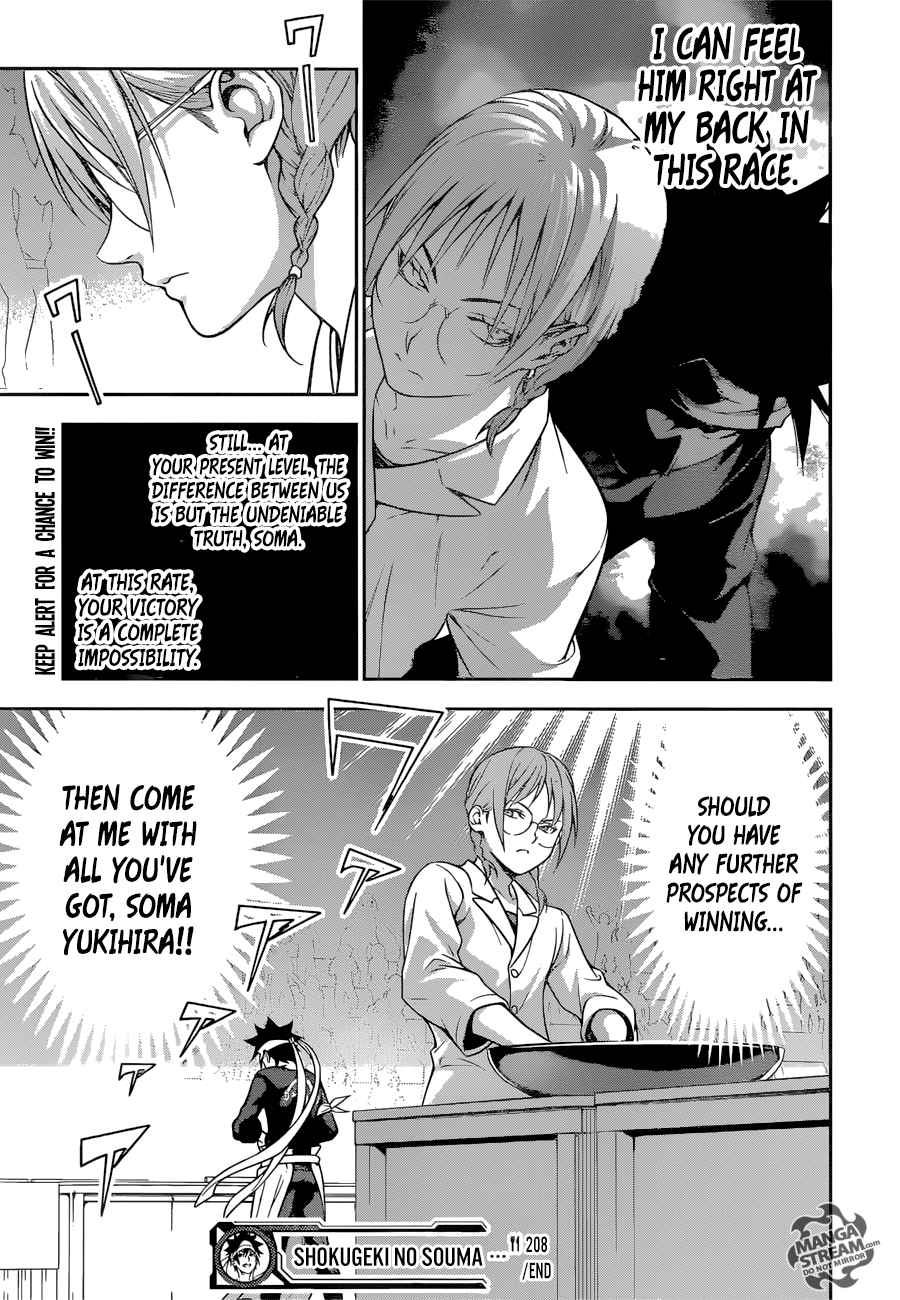 I CAN FEEL
HIM RIGHT AT
MY BACK IN
THIS RACE.
ワ
ワ
STILL... AT
YOUR PRESENT LEVEL, THE
DIFFERENCE BETWEEN US
IS BUT THE UNDENIABLE
TRUTH, SOMA.
AT THIS RATE,
YOUR VICTORY
IS A COMPLETE
IMPOSSIBILITY.
KEEP ALERT FOR A CHANCE TO WIN!!
SHOULD
YOU HAVE
ANY FURTHER
PROSPECTS OF
WINNING...
THEN COME
AT ME WITH
ALL YOU'VE
GOT, SOMA
YUKIHIRA!!
SHOKUGEKI NO SOUMA ... 208
/END
MANGA
STREAM.com
DO NOT MIRROR